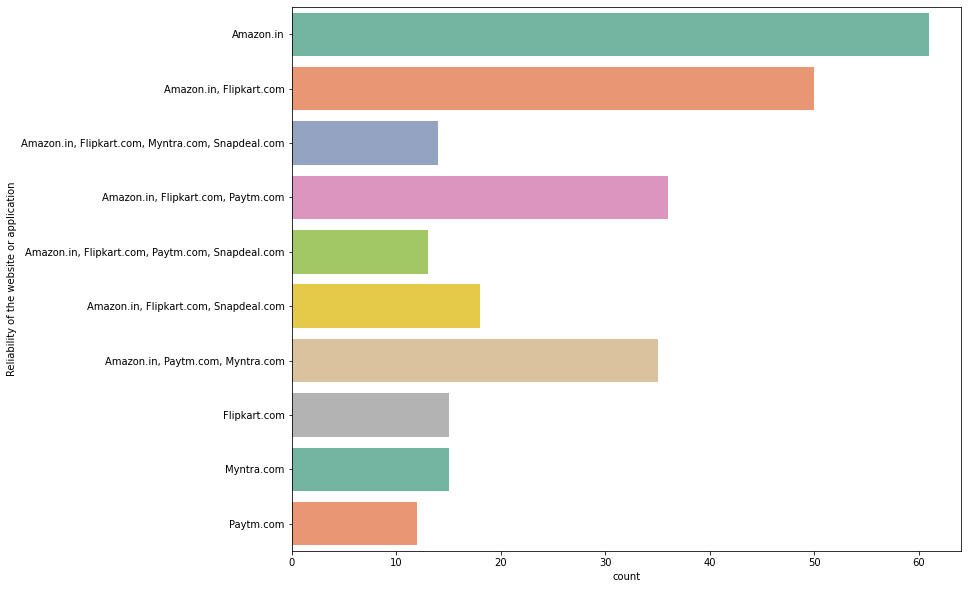 Reliability of the website or application
Amazon.in
Amazon.in, Flipkart.com
Amazon.in, Flipkart.com, Myntra.com, Snapdeal.com
Amazon.in, Flipkart.com, Paytm.com
Amazon.in, Flipkart.com, Paytm.com, Snapdeal.com
Amazon.in, Flipkart.com, Snapdeal.com
Amazon.in, Paytm.com, Myntra.com
Flipkart.com
Myntra.com
Paytm.com
0 10 20 30 40 50 60
count